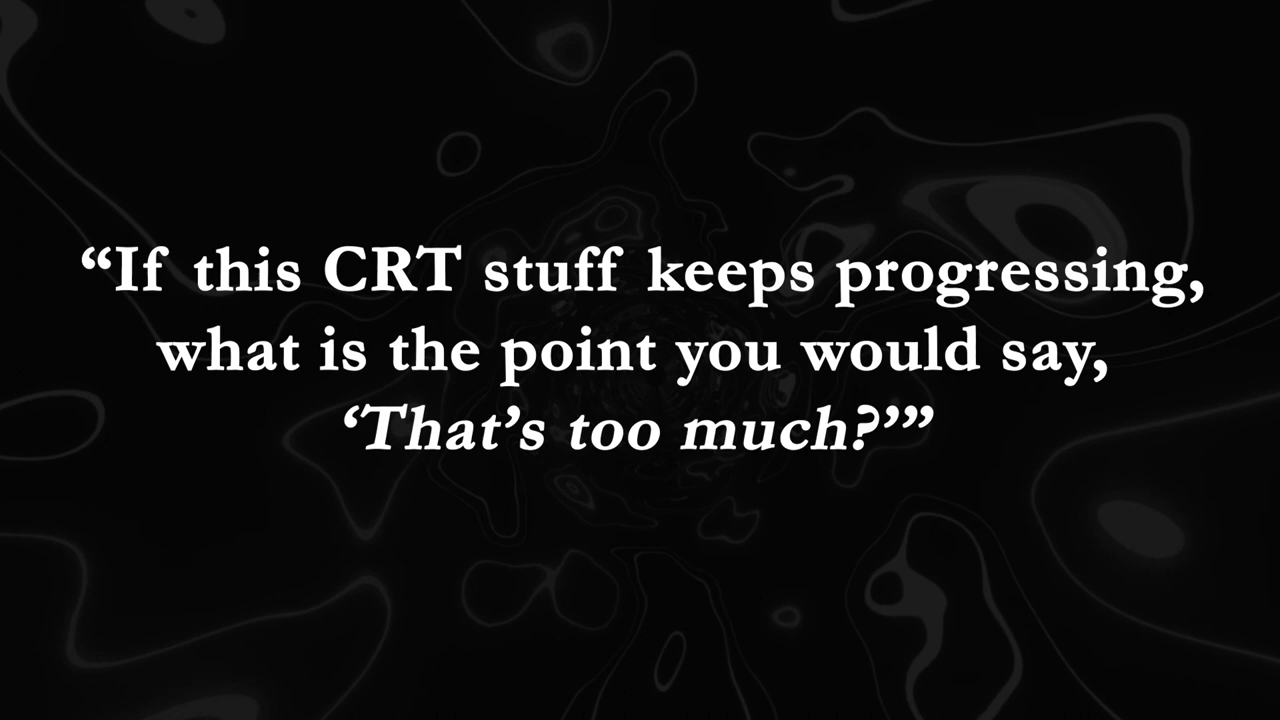 “If this CRT stuff keeps progressing,
what is the point you would say,
‘That’s too much?’”